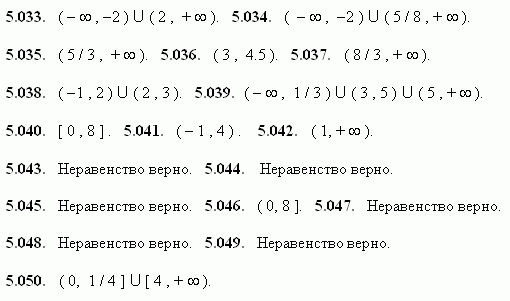 5.033. (−∞,−2)∪(2,+∞). 5.034. (−∞,−2)∪(5/8,+∞).
5.035. (5/3,+∞). 5.036. (3, 4.5). 5.037. (8/3,+∞).
5.038. (−1,2)∪(2,3). 5.039. (−∞, 1/3)∪(3,5)∪(5,+∞).
5.040. [0,8]. 5.041. (−1,4). 5.042. (1,+∞).
5.043. Неравенство верно. 5.044. Неравенство верно.
5.045. Неравенство верно. 5.046. (0,8]. 5.047. Неравенство верно.
5.048. Неравенство верно. 5.049. Неравенство верно.
5.050. (0, 1/4]∪[4,+∞).